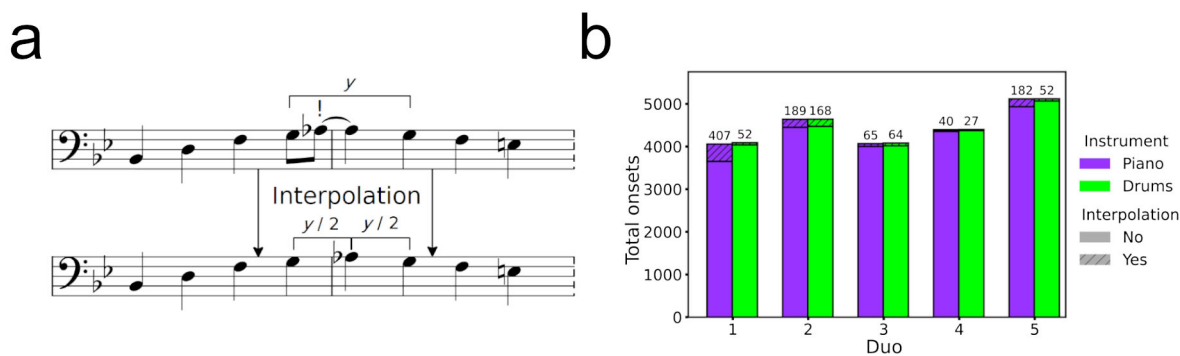 a
y
!
Interpolation
y / 2 y / 2
b
Total onsets
5000
4000
3000
2000
1000
0
407 52
189 168
65 64
40 27
182 52
1 2 3 4 5
Duo
Instrument
Piano
Drums
Interpolation
No
Yes